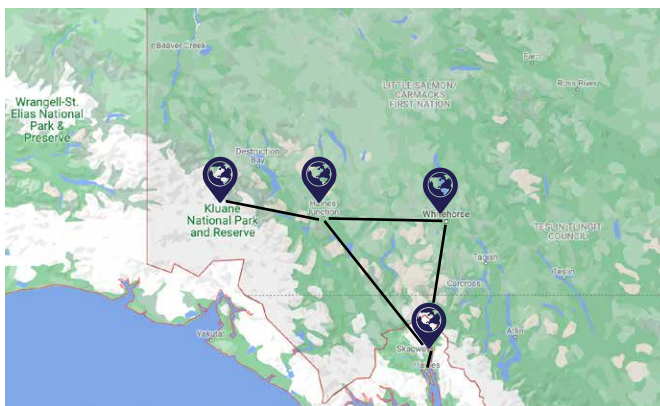 Beaver Creek
Faro
Ross River
LITTLE SALMON/
CARMACKS
FIRST NATION
Wrangell-St.
Elias National
Park &
Preserve
Destruction
Bay
Haines
Junction
Kluane
National Park
and Reserve
Whitehorse
TESLIN TLINGIT
COUNCIL
Tagish
Teslin
Carcross
Yakutat
Atlin
Skagway
Haines